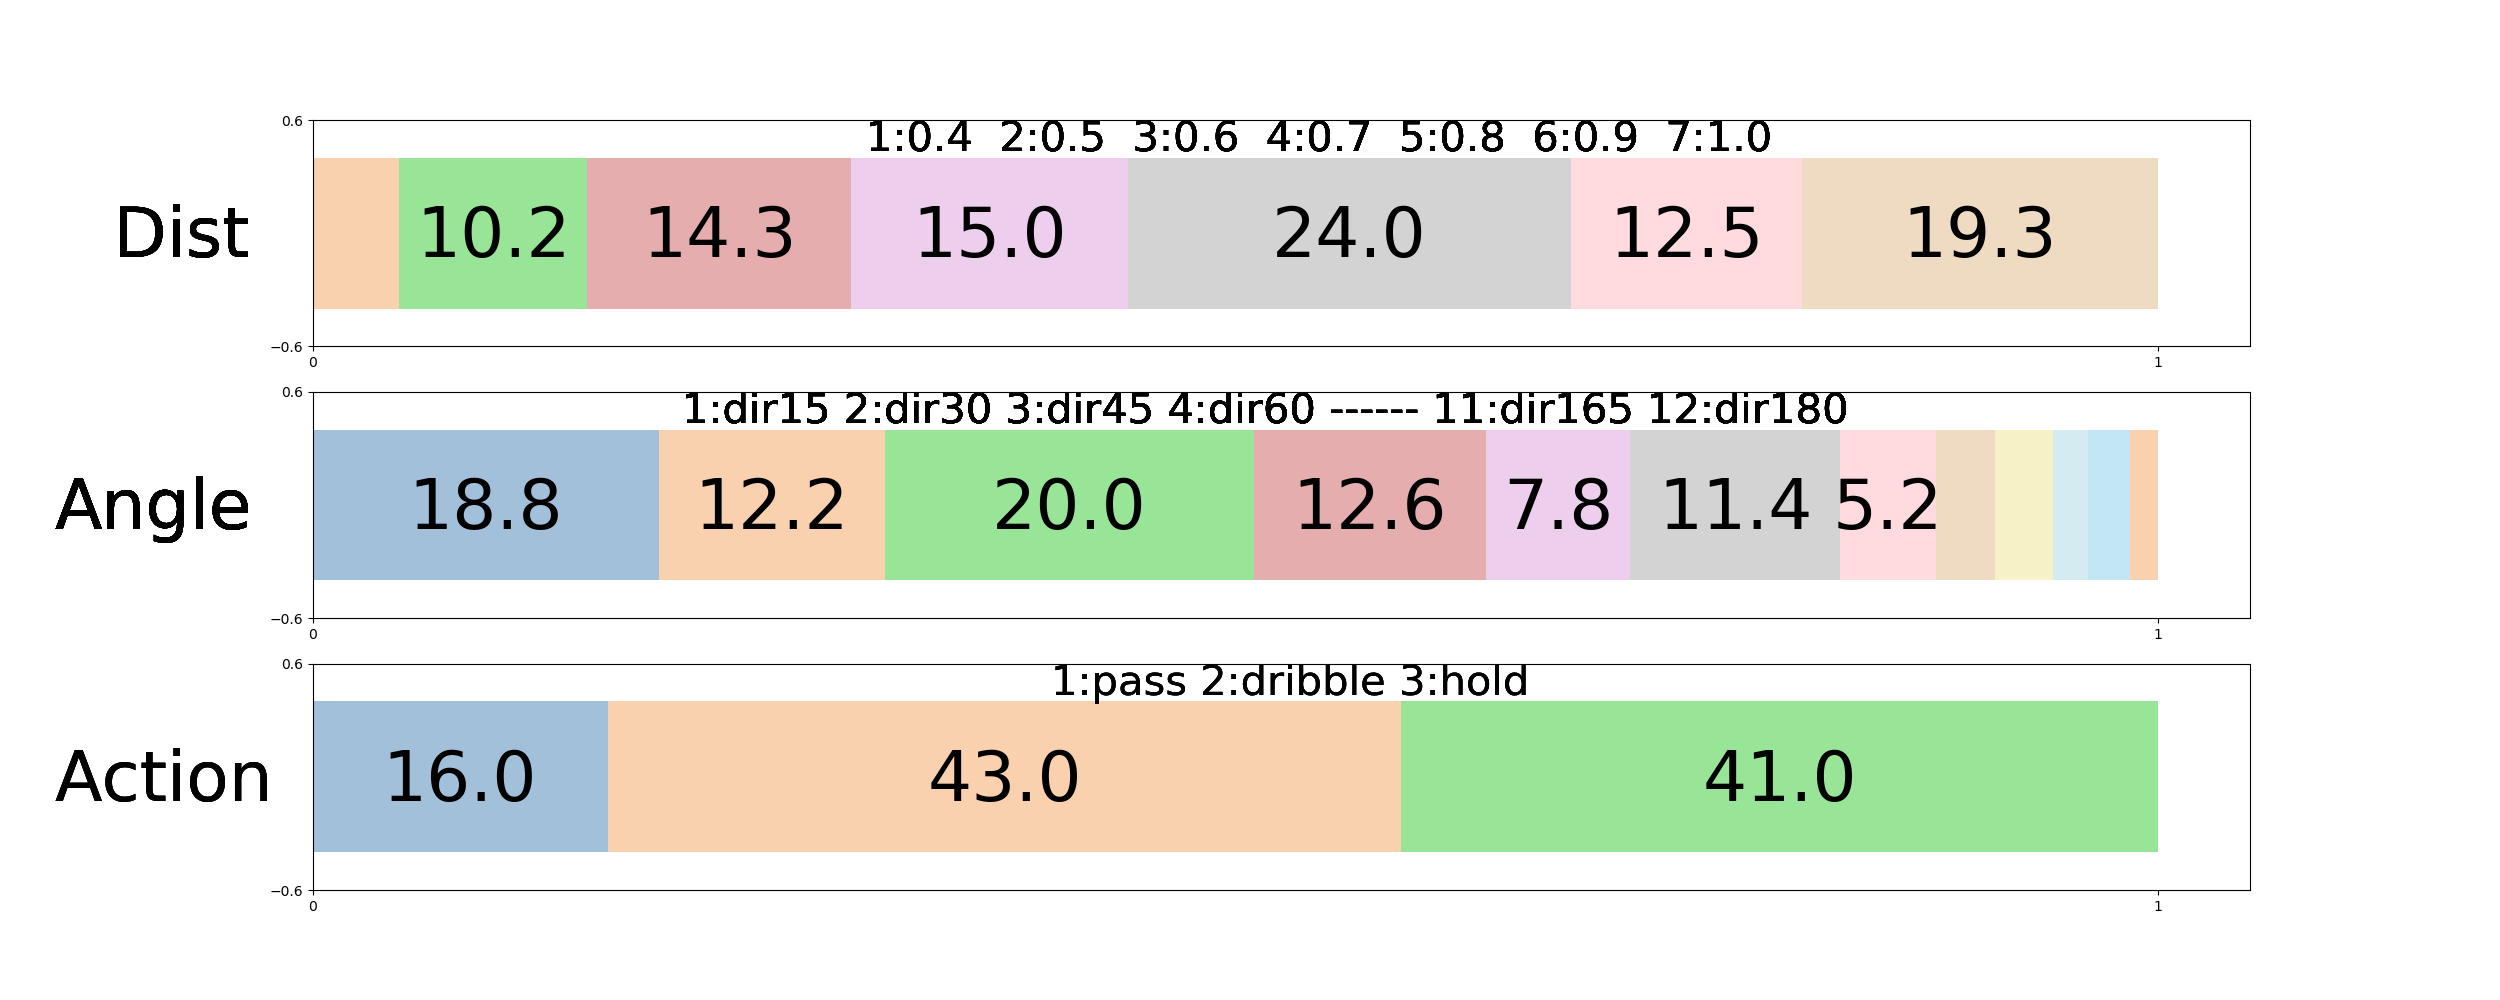 0.6
1:0.4 2:0.5 3:0.6 4:0.7 5:0.8 6:0.9 7:1.0
Dist 10.2 14.3 15.0 24.0 12.5 19.3
−0.6
0 1
0.6
1:dir15 2:dir30 3:dir45 4:dir60 ------ 11:dir165 12:dir180
Angle 18.8 12.2 20.0 12.6 7.8 11.4 5.2
−0.6
0 1
0.6
1:pass 2:dribble 3:hold
Action 16.0 43.0 41.0
−0.6
0 1